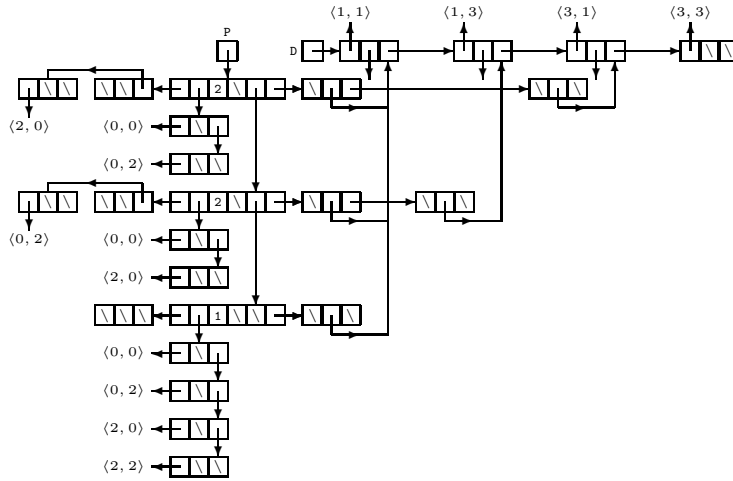 ⟨1, 1⟩ ⟨1, 3⟩ ⟨3, 1⟩ ⟨3, 3⟩
P
D \ \ \ \ \
\ \ \ \ \ 2 \ \ \ \ \
⟨2, 0⟩ ⟨0, 0⟩ \
⟨0, 2⟩ \ \
\ \ \ \ \ 2 \ \ \ \ \
⟨0, 2⟩ ⟨0, 0⟩ \
⟨2, 0⟩ \ \
\ \ \ 1 \ \ \ \ \
⟨0, 0⟩ \
⟨0, 2⟩ \
⟨2, 0⟩ \
⟨2, 2⟩ \ \